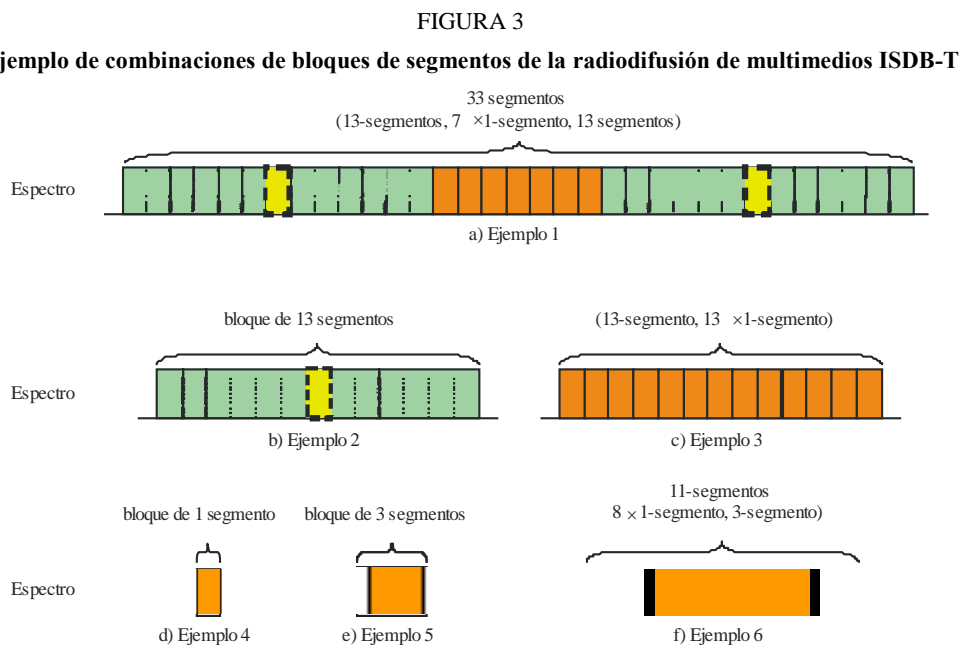 FIGURA 3
jemplo de combinaciones de bloques de segmentos de la radiodifusión de multimedios ISDB-T
33 segmentos
(13-segmentos, 7 ×1-segmento, 13 segmentos)
Espectro
a) Ejemplo 1
bloque de 13 segmentos
(13-segmento, 13 ×1-segmento)
Espectro
b) Ejemplo 2
c) Ejemplo 3
11-segmentos
8 × 1-segmento, 3-segmento)
bloque de 1 segmento
bloque de 3 segmentos
Espectro
d) Ejemplo 4
e) Ejemplo 5
f) Ejemplo 6